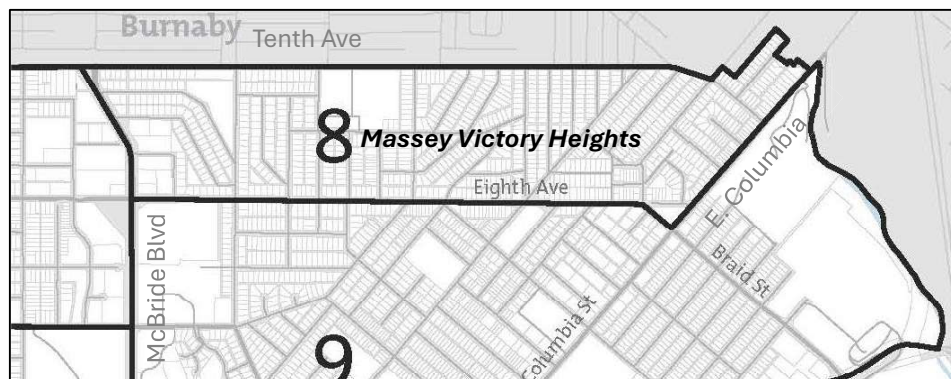 Burnaby
Tenth Ave
8
Massey Victory Heights
Eighth Ave
E. Columbia
McBride Blvd
Braid St
Columbia St
9